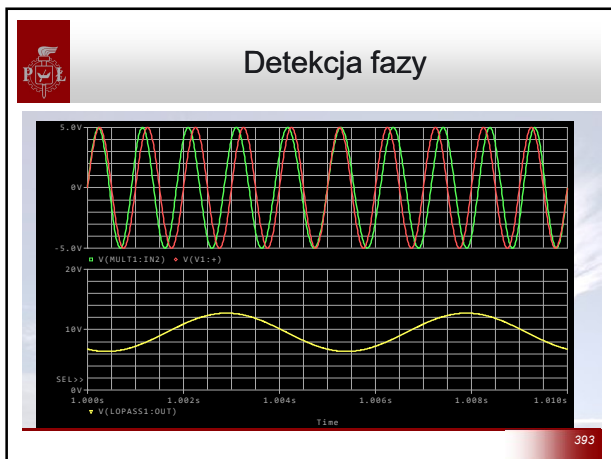 P Ł
Detekcja fazy
5.0V
0V
-5.0V
V(MULT1:IN2) V(V1:+)
20V
10V
SEL>>
0V
1.000s 1.002s 1.004s 1.006s 1.008s 1.010s
V(LOPASS1:OUT)
Time
393